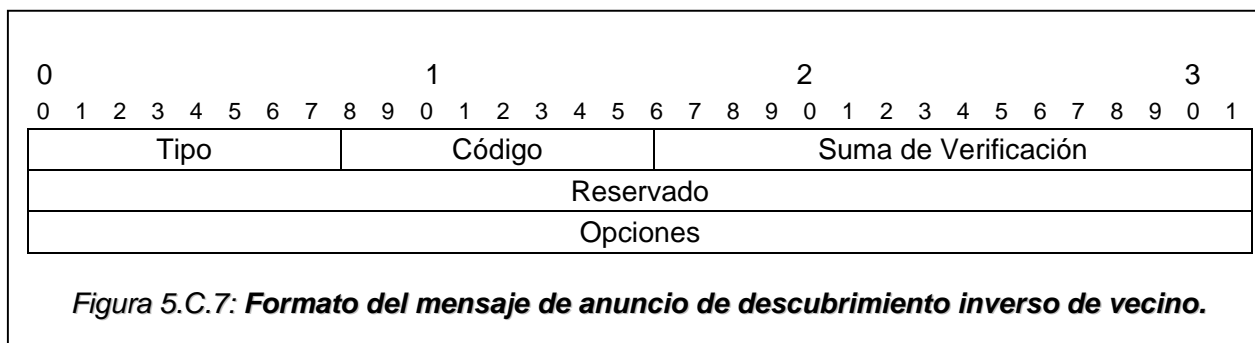 0 1 2 3
0 1 2 3 4 5 6 7 8 9 0 1 2 3 4 5 6 7 8 9 0 1 2 3 4 5 6 7 8 9 0 1
Tipo Código Suma de Verificación
Reservado
Opciones
Figura 5.C.7: Formato del mensaje de anuncio de descubrimiento inverso de vecino.